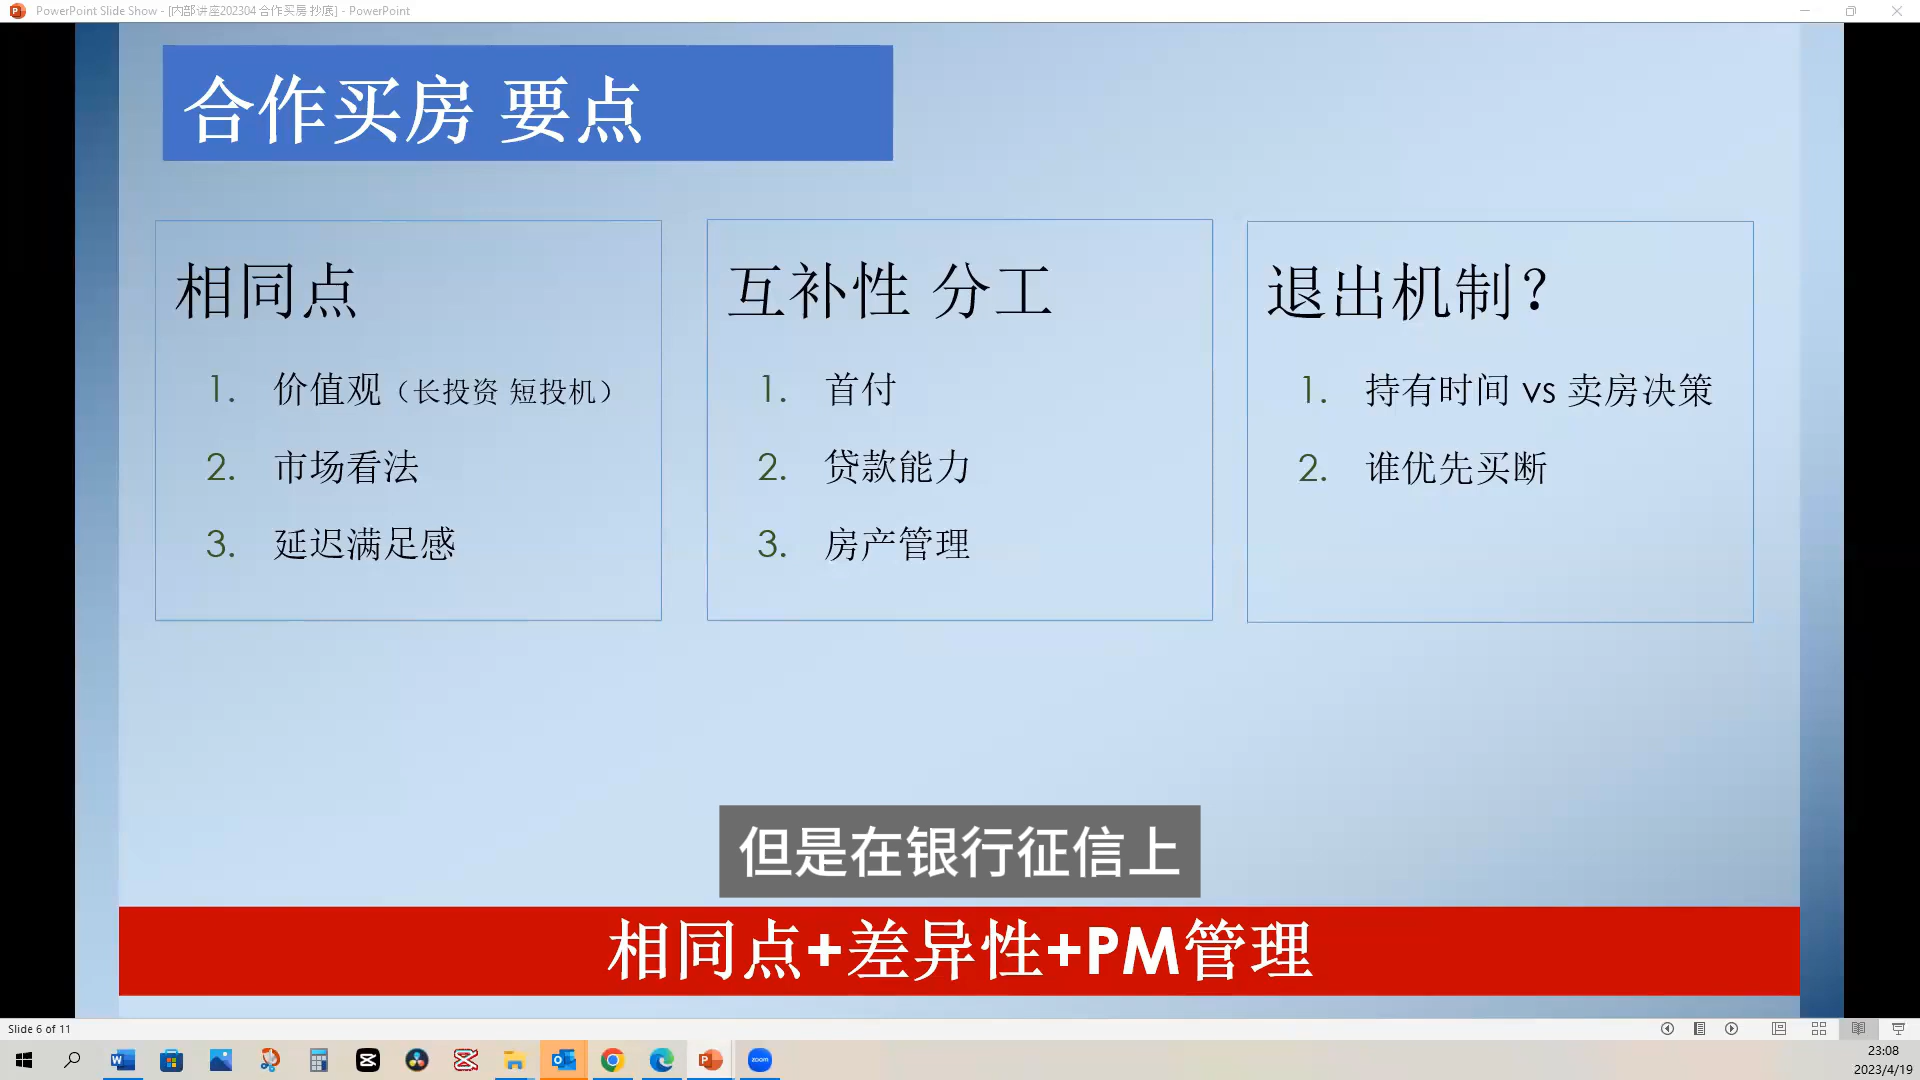 PowerPoint Slide Show - [内部讲座202304 合作买房 抄底] - PowerPoint
合作买房 要点
相同点
1. 价值观（长投资 短投机）
2. 市场看法
3. 延迟满足感
互补性 分工
1. 首付
2. 贷款能力
3. 房产管理
退出机制？
1. 持有时间 vs 卖房决策
2. 谁优先买断
但是在银行征信上
相同点+差异性+PM管理
Slide 6 of 11
zoom
23:08
2023/4/19